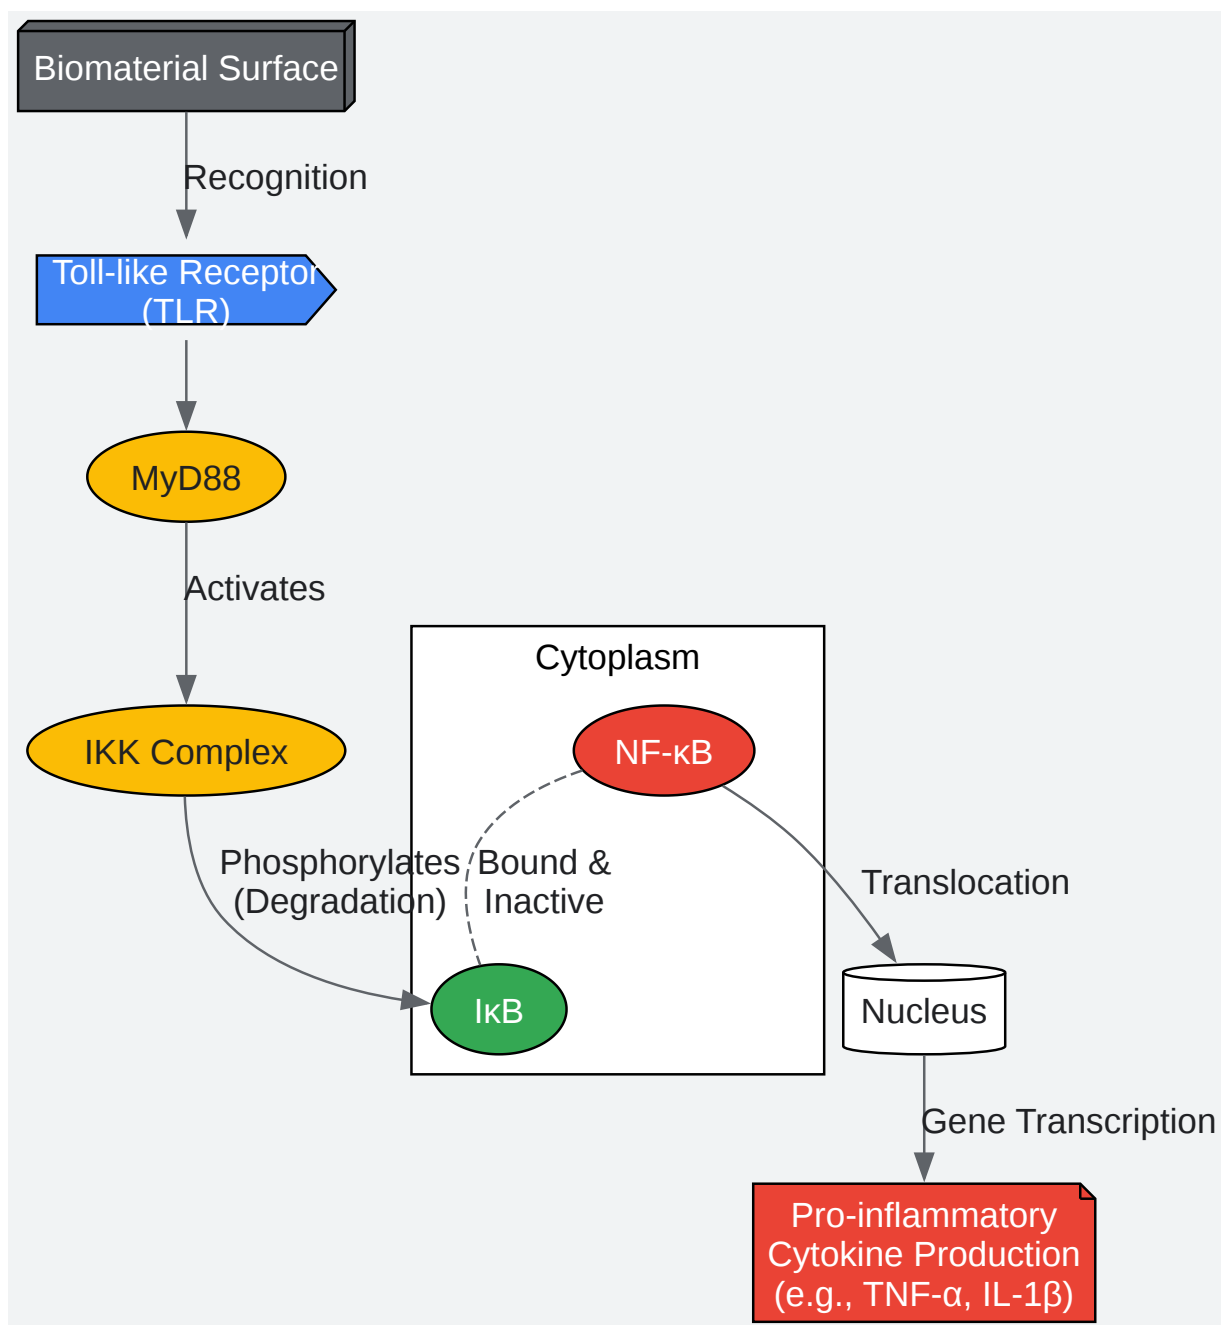 Biomaterial Surface
Recognition
Toll-like Receptor
(TLR)
MyD88
Activates
Cytoplasm
IKK Complex
NF-κB
Phosphorylates
(Degradation)
Bound &
Inactive
Translocation
IκB
Nucleus
Gene Transcription
Pro-inflammatory
Cytokine Production
(e.g., TNF-α, IL-1β)